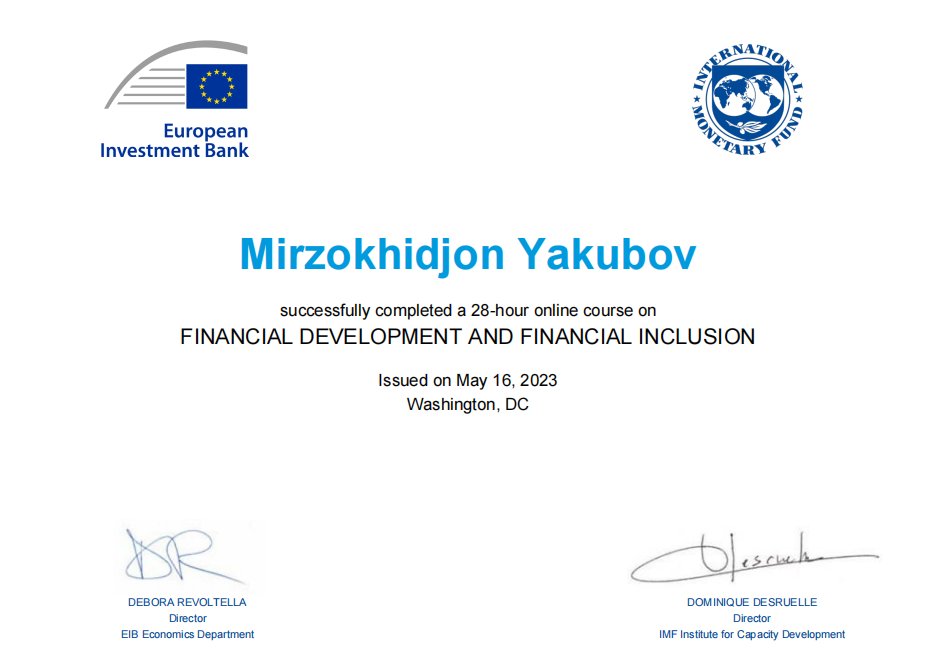 European
Investment Bank
INTERNATIONAL MONETARY FUND
Mirzokhidjon Yakubov
successfully completed a 28-hour online course on
FINANCIAL DEVELOPMENT AND FINANCIAL INCLUSION
Issued on May 16, 2023
Washington, DC
DR
Desruelle
DEBORA REVOLTELLA
Director
EIB Economics Department
DOMINIQUE DESRUELLE
Director
IMF Institute for Capacity Development